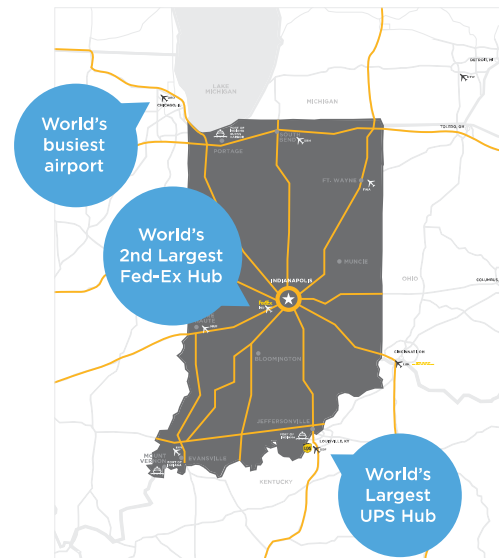 DETROIT, MI
LAKE
MICHIGAN
MICHIGAN
CHICAGO, IL
World's
busiest
airport
TOLEDO, OH
SOUTH
BEND
PORTAGE
FT. WAYNE
World's
2nd Largest
Fed-Ex Hub
MUNCIE
OHIO
INDIANAPOLIS
COLUMBUS,
FedEx
CINCINNATI, OH
BLOOMINGTON
JEFFERSONVILLE
LOUISVILLE, KY
MOUNT
VERNON
EVANSVILLE
KENTUCKY
World's
Largest
UPS Hub